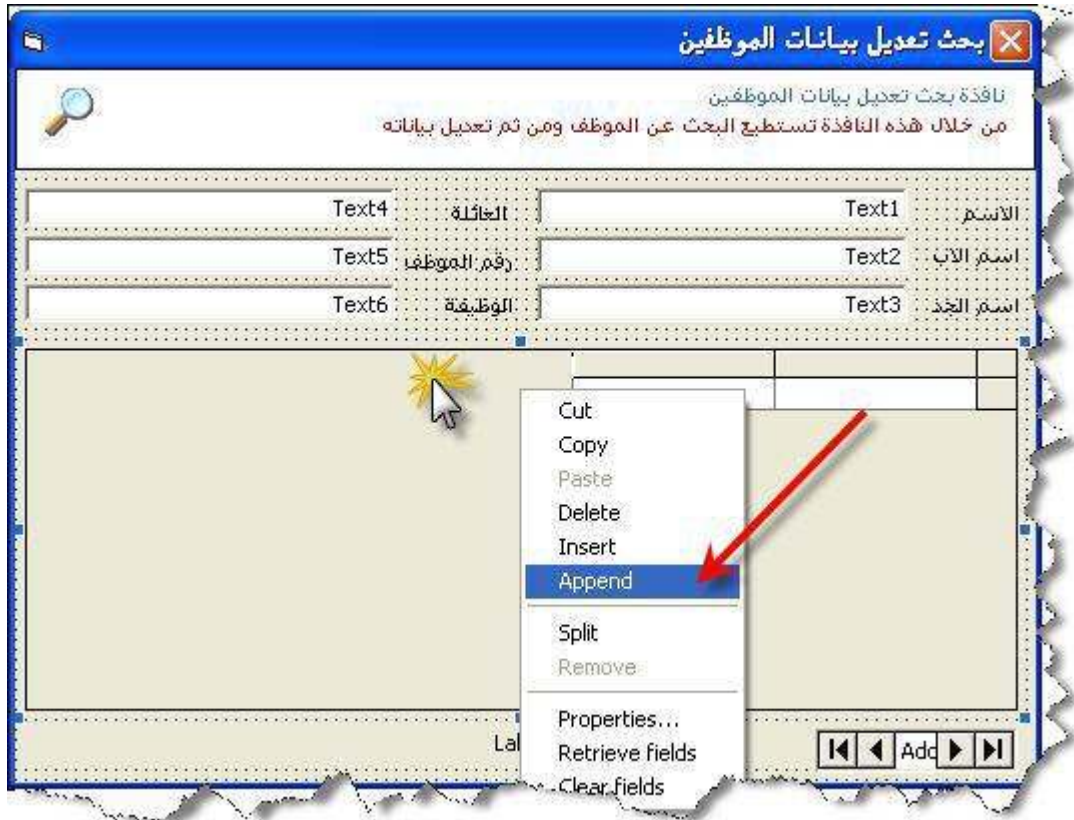 بحث تعديل بيانات الموظفين
نافذة بحث تعديل بيانات الموظفين
من خلال هذه النافذة تستطيع البحث عن الموظف ومن ثم تعديل بياناته
الاسم Text1 العائلة Text4
اسم الاب Text2 رقم الموظف Text5
اسم الجد Text3 الوظيفة Text6
Cut
Copy
Paste
Delete
Insert
Append
Split
Remove
Properties...
Retrieve fields
Clear fields
Lal
Add